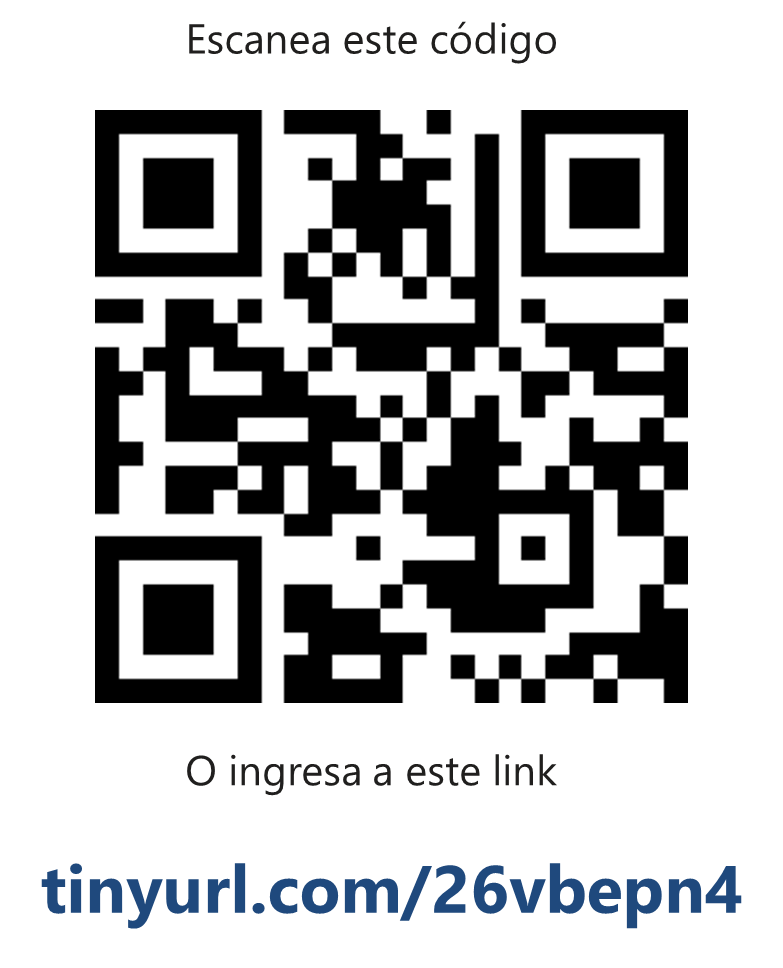 Escanea este código
O ingresa a este link
tinyurl.com/26vbepn4